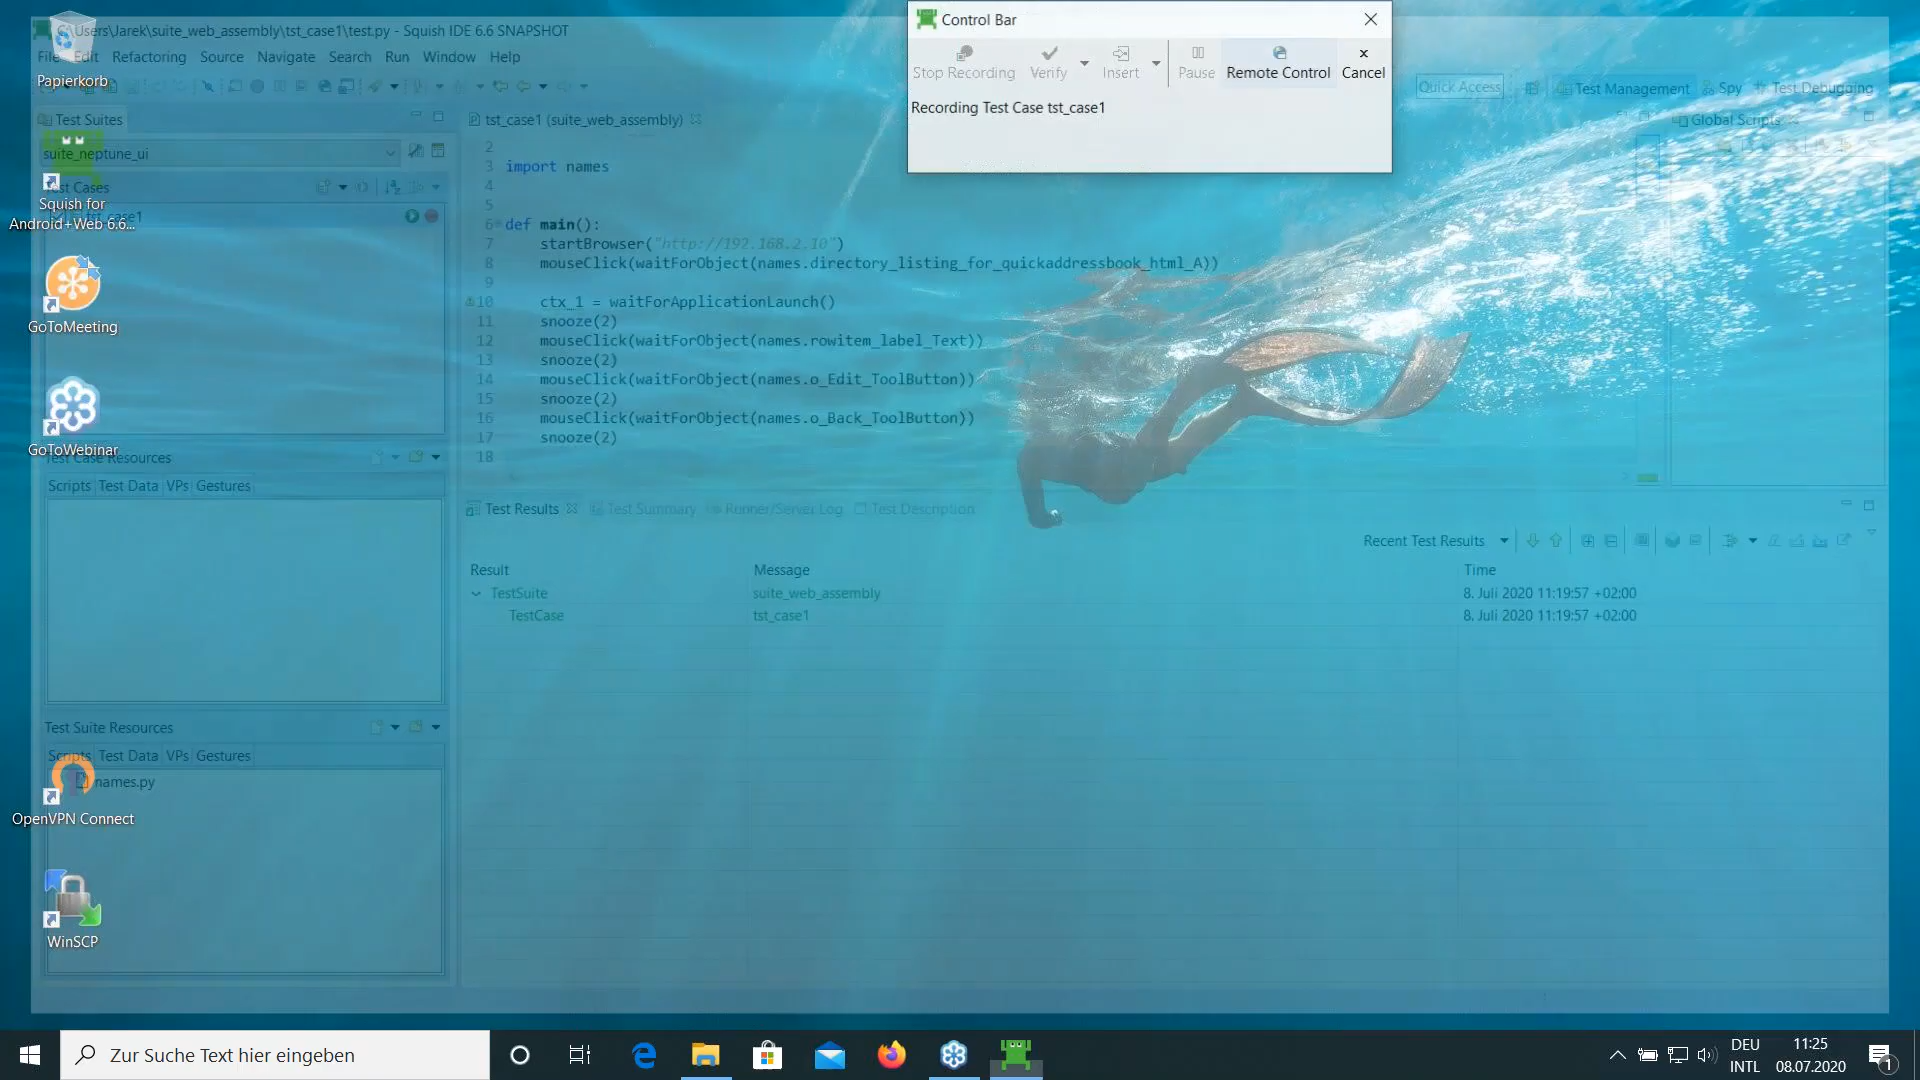 C:\Users\Jarek\suite_web_assembly\tst_case1\test.py - Squish IDE 6.6 SNAPSHOT
File Edit Refactoring Source Navigate Search Run Window Help
Papierkorb
Control Bar
Stop Recording Verify Insert Pause Remote Control Cancel
Recording Test Case tst_case1
Quick Access Test Management Spy Test Debugging
Test Suites
tst_case1 (suite_web_assembly)
Global Scripts
suite_neptune_ui
Test Cases
tst_case1
Squish for
Android+Web 6.6...
2
3 import names
4
5
6 def main():
7 startBrowser("http://192.168.2.10")
8 mouseClick(waitForObject(names.directory_listing_for_quickaddressbook_html_A))
9
10 ctx_1 = waitForApplicationLaunch()
11 snooze(2)
12 mouseClick(waitForObject(names.rowitem_label_Text))
13 snooze(2)
14 mouseClick(waitForObject(names.o_Edit_ToolButton))
15 snooze(2)
16 mouseClick(waitForObject(names.o_Back_ToolButton))
17 snooze(2)
18
GoToMeeting
GoToWebinar
Test Case Resources
Scripts Test Data VPs Gestures
Test Results Test Summary Runner/Server Log Test Description
Recent Test Results
Result Message Time
TestSuite suite_web_assembly 8. Juli 2020 11:19:57 +02:00
TestCase tst_case1 8. Juli 2020 11:19:57 +02:00
Test Suite Resources
Scripts Test Data VPs Gestures
names.py
OpenVPN Connect
WinSCP
Zur Suche Text hier eingeben
DEU
INTL
11:25
08.07.2020
1